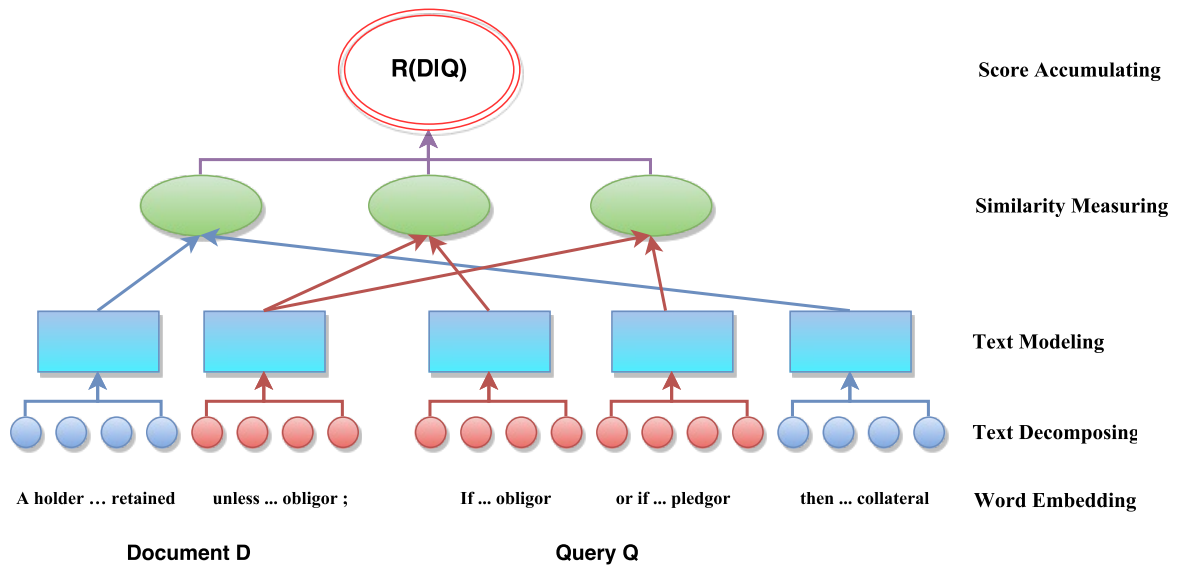 R(D|Q)
Score Accumulating
Similarity Measuring
Text Modeling
Text Decomposing
A holder … retained
unless ... obligor ;
If ... obligor
or if ... pledgor
then ... collateral
Word Embedding
Document D
Query Q